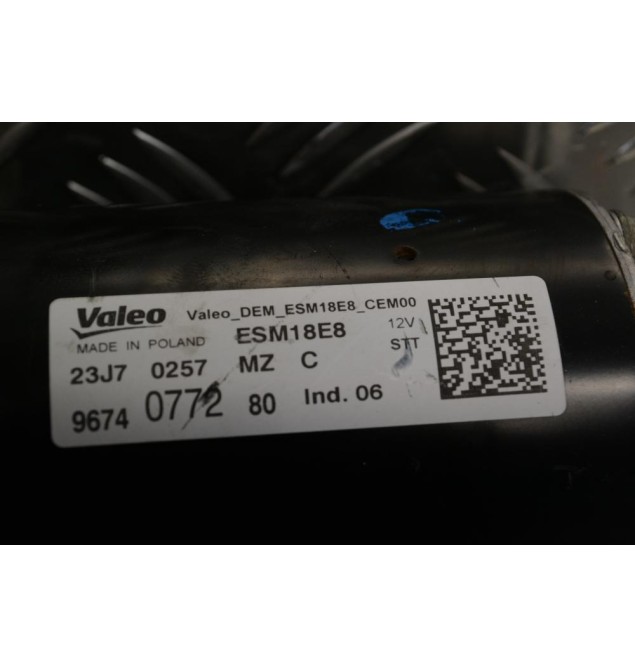 Valeo Valeo_DEM_ESM18E8_CEM00
MADE IN POLAND ESM18E8 12V
23J7 0257 MZ C STT
9674 0772 80 Ind. 06